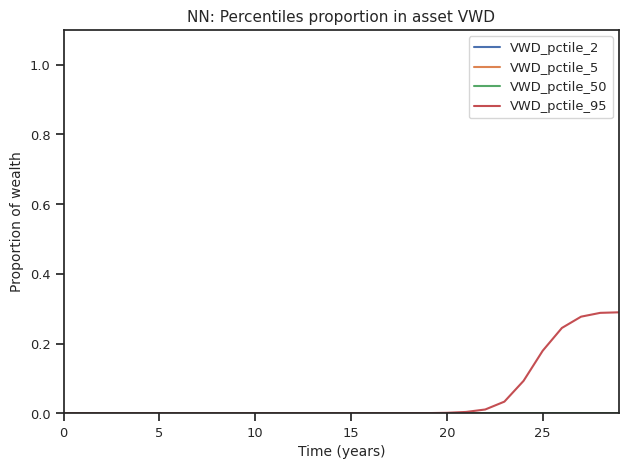 NN: Percentiles proportion in asset VWD
VWD_pctile_2
VWD_pctile_5
VWD_pctile_50
VWD_pctile_95
Proportion of wealth
1.0
0.8
0.6
0.4
0.2
0.0
0 5 10 15 20 25
Time (years)